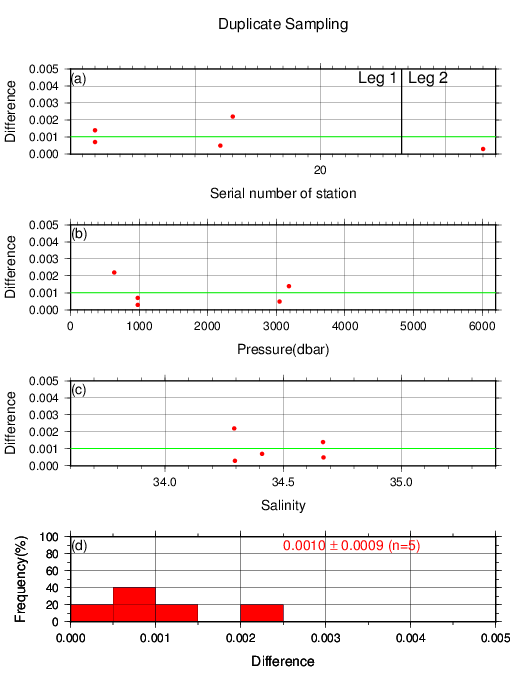 Duplicate Sampling
0.005
0.004
0.003
0.002
0.001
0.000
Difference
(a)
Leg 1
Leg 2
20
Serial number of station
0.005
0.004
0.003
0.002
0.001
0.000
Difference
(b)
0 1000 2000 3000 4000 5000 6000
Pressure(dbar)
0.005
0.004
0.003
0.002
0.001
0.000
Difference
(c)
34.0 34.5 35.0
Salinity
100
80
60
40
20
0
Frequency(%)
(d)
0.0010 ± 0.0009 (n=5)
0.000 0.001 0.002 0.003 0.004 0.005
Difference